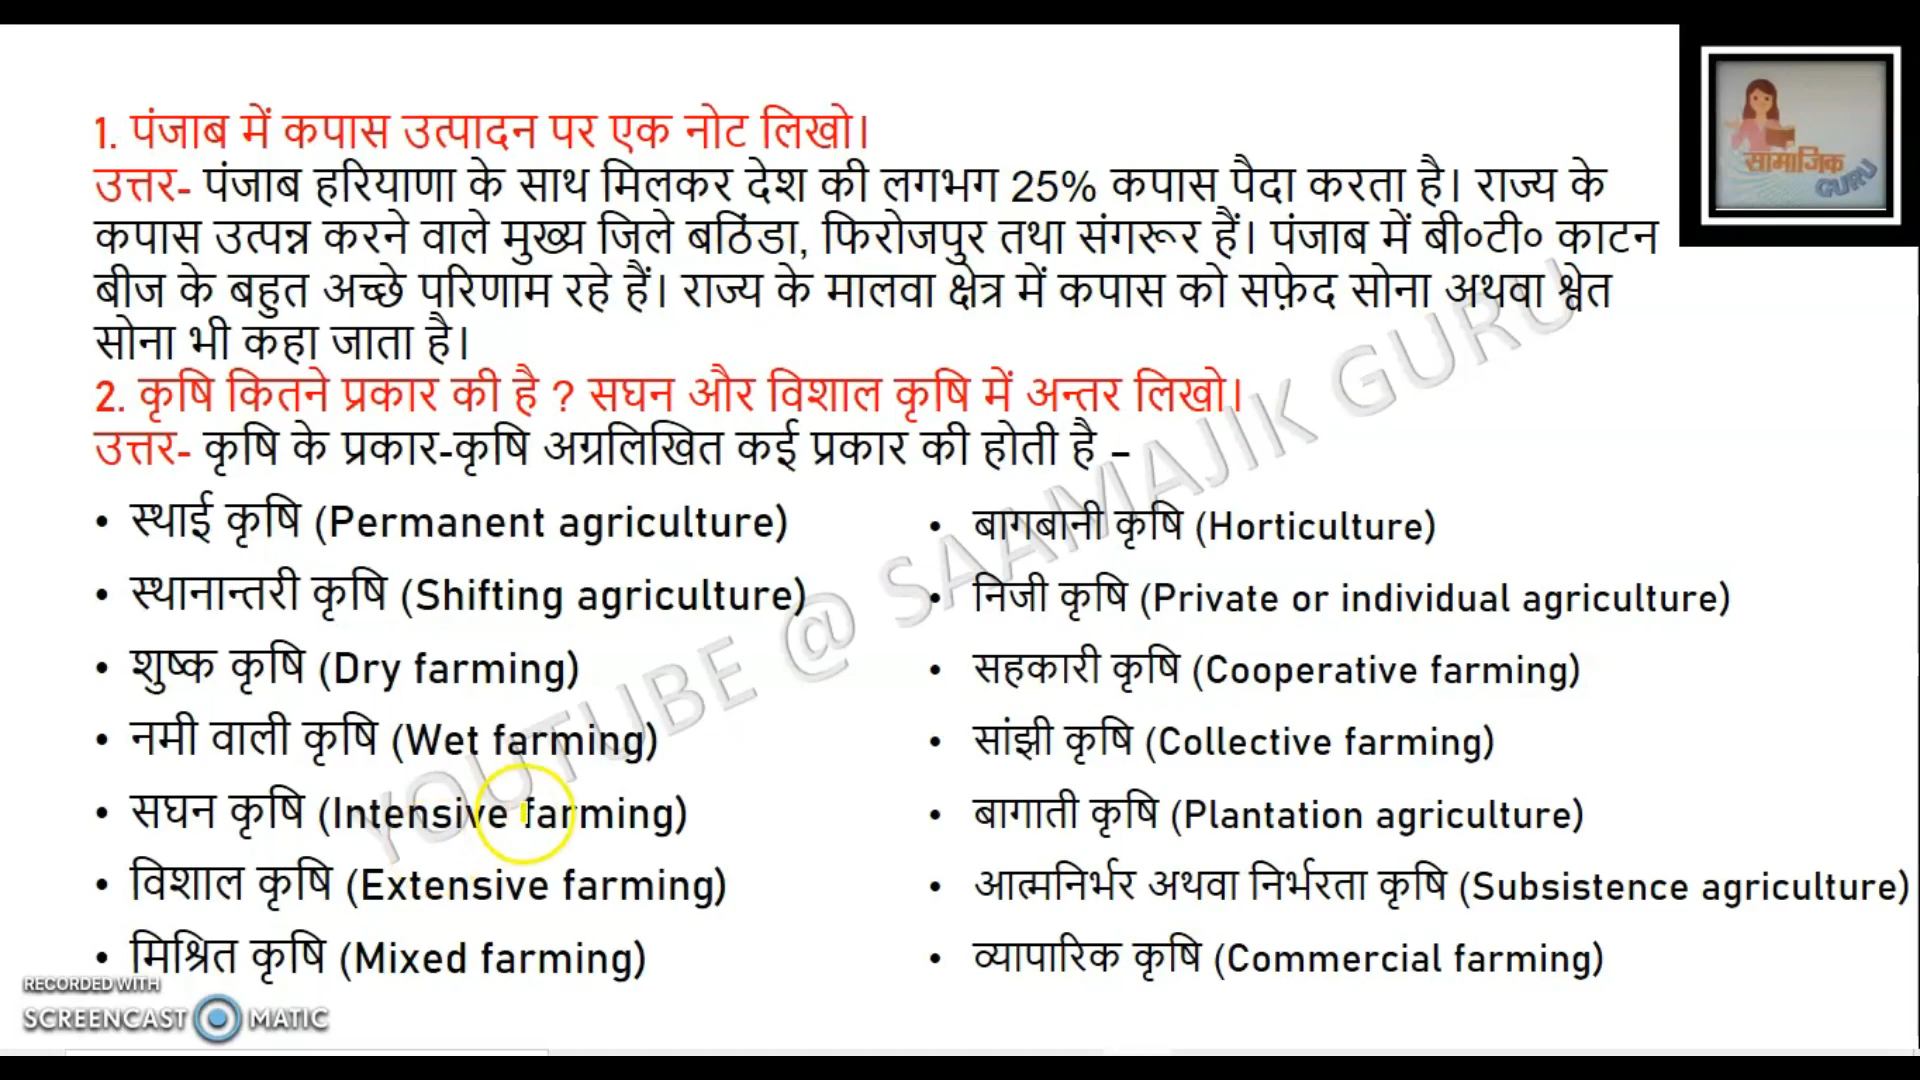 1. पंजाब में कपास उत्पादन पर एक नोट लिखो।
उत्तर- पंजाब हरियाणा के साथ मिलकर देश की लगभग 25% कपास पैदा करता है। राज्य के
कपास उत्पन्न करने वाले मुख्य जिले बठिंडा, फिरोजपुर तथा संगरूर हैं। पंजाब में बी०टी० काटन
बीज के बहुत अच्छे परिणाम रहे हैं। राज्य के मालवा क्षेत्र में कपास को सफ़ेद सोना अथवा श्वेत
सोना भी कहा जाता है।
2. कृषि कितने प्रकार की है ? सघन और विशाल कृषि में अन्तर लिखो।
उत्तर- कृषि के प्रकार-कृषि अग्रलिखित कई प्रकार की होती है –
• स्थाई कृषि (Permanent agriculture)
• स्थानान्तरी कृषि (Shifting agriculture)
• शुष्क कृषि (Dry farming)
• नमी वाली कृषि (Wet farming)
• सघन कृषि (Intensive farming)
• विशाल कृषि (Extensive farming)
• मिश्रित कृषि (Mixed farming)
• बागबानी कृषि (Horticulture)
• निजी कृषि (Private or individual agriculture)
• सहकारी कृषि (Cooperative farming)
• सांझी कृषि (Collective farming)
• बागाती कृषि (Plantation agriculture)
• आत्मनिर्भर अथवा निर्भरता कृषि (Subsistence agriculture)
• व्यापारिक कृषि (Commercial farming)
YOUTUBE @ SAAMAJIK GURU
सामाजिक
GURU
RECORDED WITH
SCREENCAST MATIC